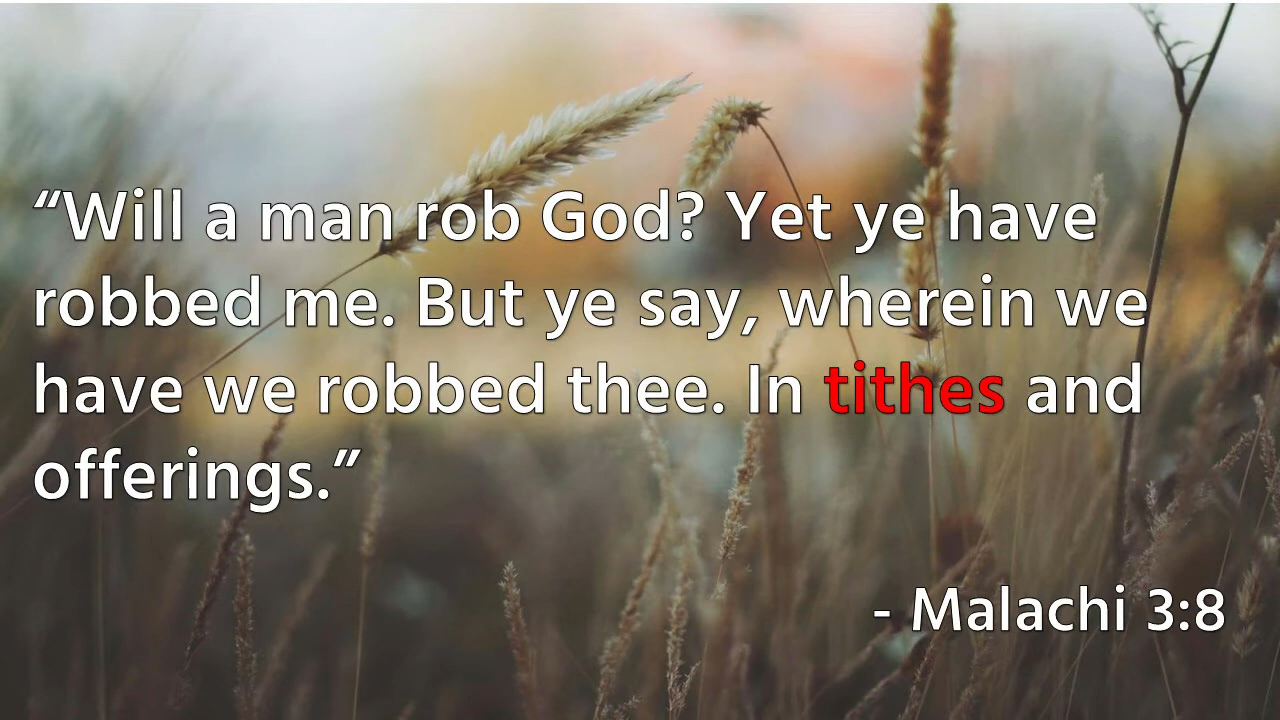 “Will a man rob God? Yet ye have
robbed me. But ye say, wherein we
have we robbed thee. In tithes and
offerings.”
- Malachi 3:8